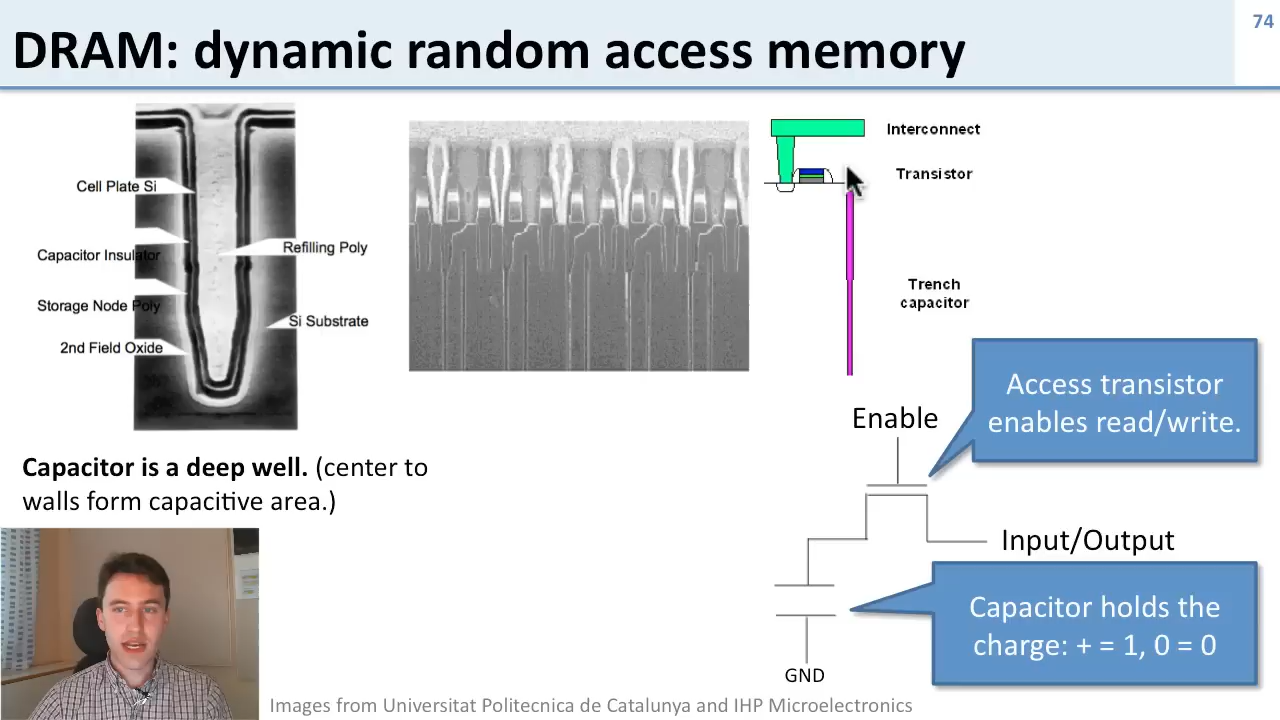 74
DRAM: dynamic random access memory
Cell Plate Si
Capacitor Insulator
Refilling Poly
Storage Node Poly
Si Substrate
2nd Field Oxide
Interconnect
Transistor
Trench
capacitor
Capacitor is a deep well. (center to
walls form capacitive area.)
Access transistor
enables read/write.
Enable
Input/Output
Capacitor holds the
charge: + = 1, 0 = 0
GND
Images from Universitat Politecnica de Catalunya and IHP Microelectronics